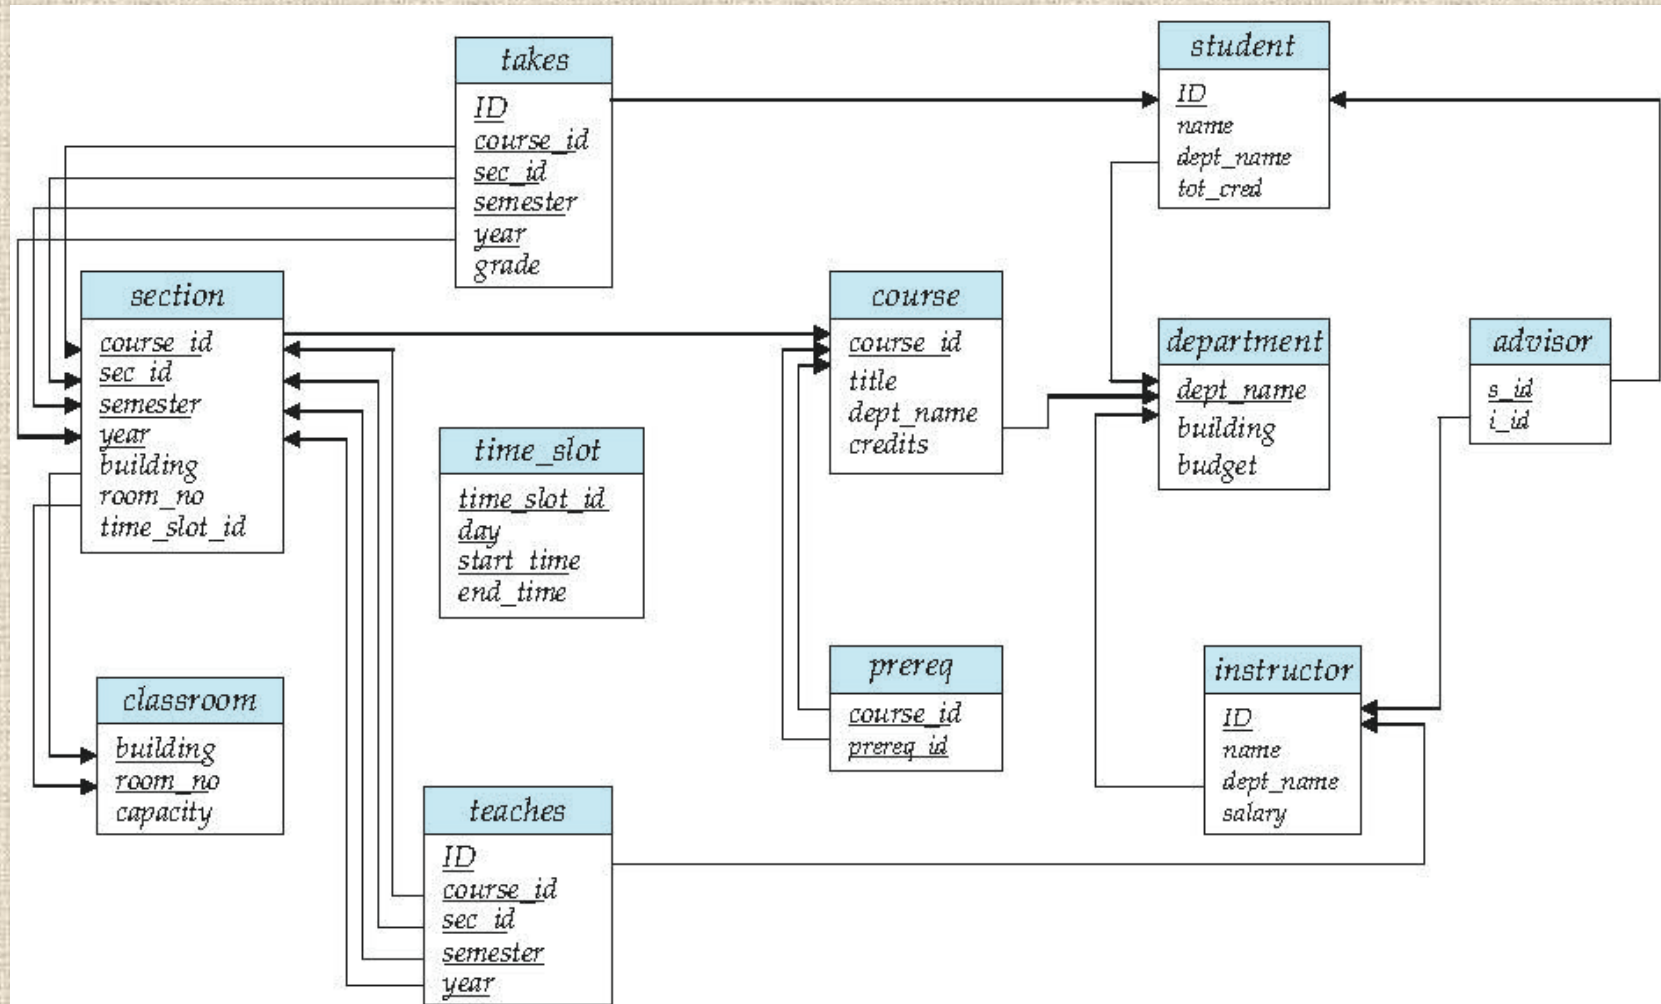 takes
ID
course_id
sec_id
semester
year
grade
student
ID
name
dept_name
tot_cred
section
course_id
sec_id
semester
year
building
room_no
time_slot_id
course
course_id
title
dept_name
credits
department
dept_name
building
budget
advisor
s_id
i_id
time_slot
time_slot_id
day
start_time
end_time
prereq
course_id
prereq_id
instructor
ID
name
dept_name
salary
classroom
building
room_no
capacity
teaches
ID
course_id
sec_id
semester
year